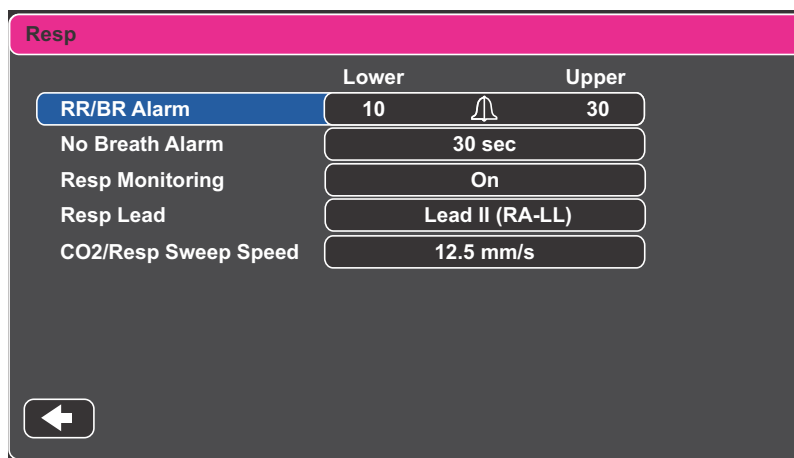 Resp
Lower Upper
RR/BR Alarm 10 30
No Breath Alarm 30 sec
Resp Monitoring On
Resp Lead Lead II (RA-LL)
CO2/Resp Sweep Speed 12.5 mm/s